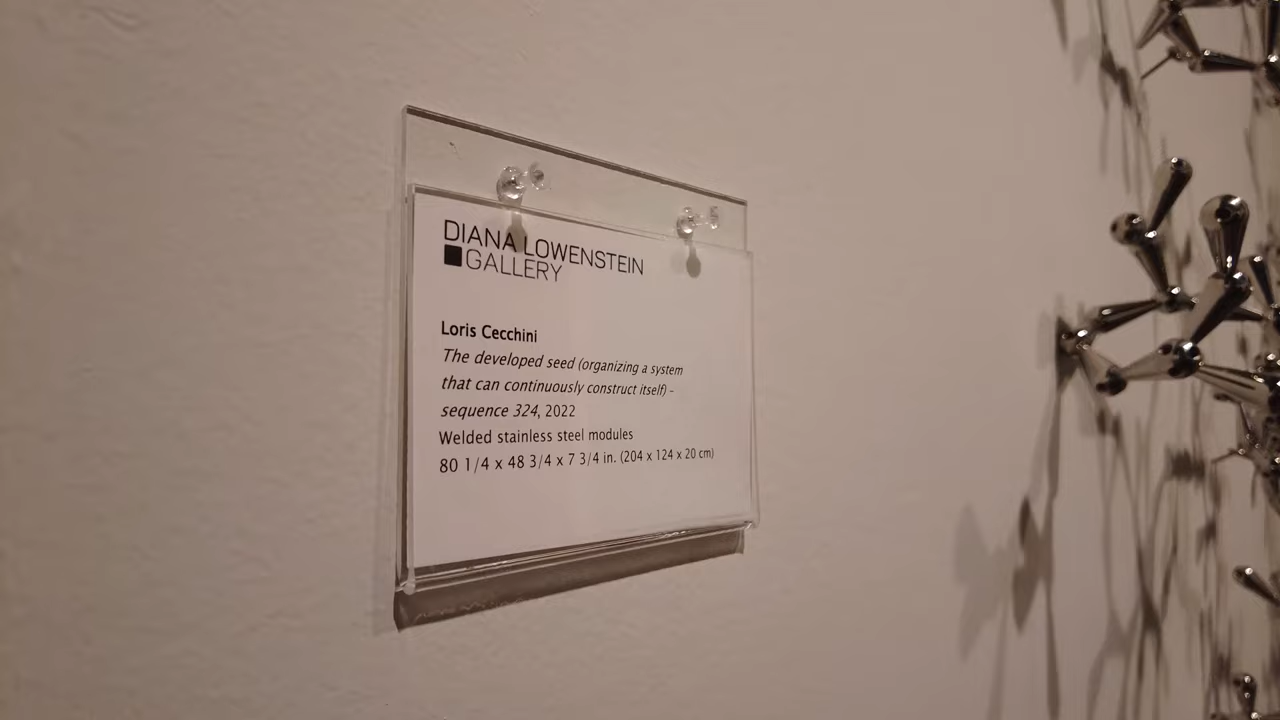 DIANA LOWENSTEIN
GALLERY
Loris Cecchini
The developed seed (organizing a system
that can continuously construct itself) -
sequence 324, 2022
Welded stainless steel modules
80 1/4 x 48 3/4 x 7 3/4 in. (204 x 124 x 20 cm)